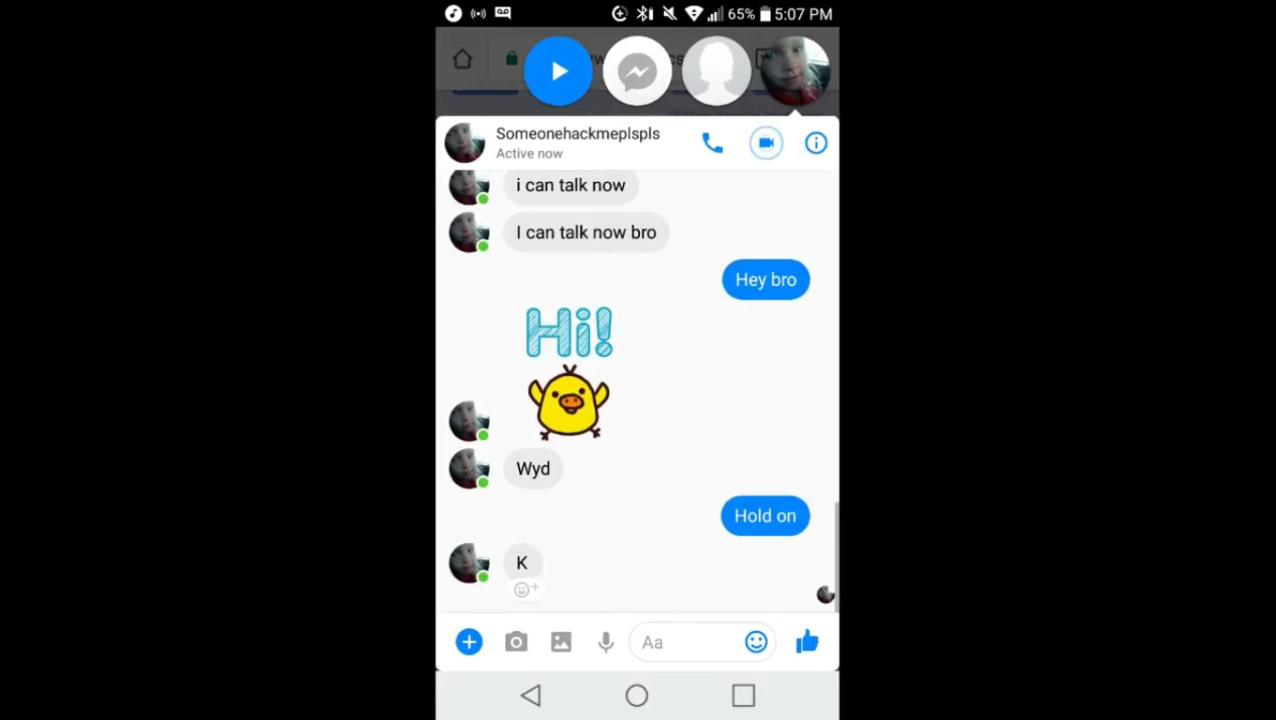 65% 5:07 PM
Someonehackmeplspls
Active now
i can talk now
I can talk now bro
Hey bro
Hi!
Wyd
Hold on
K
Aa